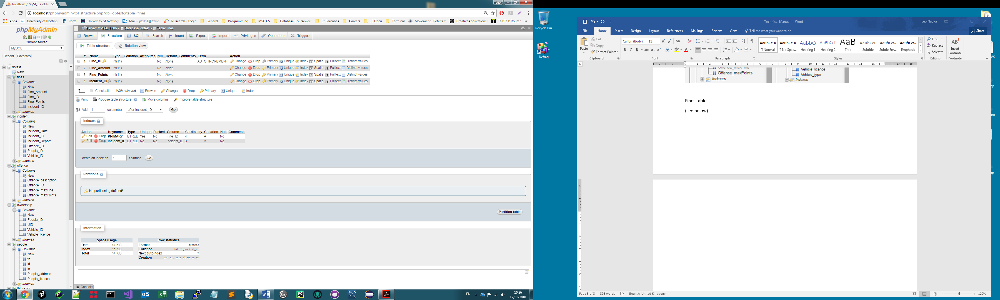 localhost / MySQL / dbte
Leo
localhost/phpmyadmin/tbl_structure.php?db=dbtest&table=fines
Apps
University of Notting
Portal
University of Notting
Mail – psxln1@exma
NUsearch - Login
General
Programming
MSC CS
Database Coursewor
St Barnabas
Careers
JS Docu
Terminal
Movement | Peter's V
CreativeApplications
TalkTalk Router
»
phpMyAdmin
Current server:
MySQL
Recent Favorites
dbtest
New
fines
Columns
New
Fine_Amount
Fine_ID
Fine_Points
Incident_ID
Indexes
incident
Columns
New
Incident_Date
Incident_ID
Incident_Report
Offence_ID
People_ID
Vehicle_ID
Indexes
offence
Columns
New
Offence_description
Offence_ID
Offence_maxFine
Offence_maxPoints
Indexes
ownership
Columns
New
People_ID
UID
Vehicle_ID
Vehicle_licence
Indexes
people
Columns
New
fn
id
ln
People_address
People_licence
Indexes
tbl_users
Server: MySQL:3306 » Database: dbtest » Table: fines
Browse Structure SQL Search Insert Export Import Privileges Operations Triggers
Table structure Relation view
# Name Type Collation Attributes Null Default Comments Extra Action
1 Fine_ID int(11) No None AUTO_INCREMENT Change Drop Primary Unique Index Spatial Fulltext Distinct values
2 Fine_Amount int(11) No None Change Drop Primary Unique Index Spatial Fulltext Distinct values
3 Fine_Points int(11) No None Change Drop Primary Unique Index Spatial Fulltext Distinct values
4 Incident_ID int(11) No None Change Drop Primary Unique Index Spatial Fulltext Distinct values
Check all With selected: Browse Change Drop Primary Unique Index
Print Propose table structure Move columns Improve table structure
Add 1 column(s) after Incident_ID Go
Indexes
Action Keyname Type Unique Packed Column Cardinality Collation Null Comment
Edit Drop PRIMARY BTREE Yes No Fine_ID 4 A No
Edit Drop Incident_ID BTREE No No Incident_ID 3 A No
Create an index on 1 columns Go
Partitions
No partitioning defined!
Partition table
Information
Space usage
Data 16 KiB
Index 16 KiB
Total 32 KiB
Row statistics
Format dynamic
Collation latin1_swedish_ci
Next autoindex 7
Creation Jan 11, 2018 at 08:19 PM
Console
EN
10:26
12/01/2018
Recycle Bin
Defrag
Technical Manual - Word
Leo Naylor
File Home Insert Design Layout References Mailings Review View Tell me what you want to do
Share
Paste
Cut
Copy
Format Painter
Clipboard
Calibri (Body) 11
B I U abc
Font
Paragraph
AaBbCcDc AaBbCcDc AaBbCc AaBbCcE AaB AaBbCcD AaBbCcDc AaBbCcDc
¶ Normal ¶ No Spac... Heading 1 Heading 2 Title Subtitle Subtle Em... Emphasis
Styles
Find
Replace
Select
Editing
AB1
Insert
Footnote
Footnote
Offence_maxPoints
Indexes
Vehicle_licence
Vehicle_type
Indexes
Fines table
(see below)
Page 3 of 3 395 words English (United Kingdom)
120%